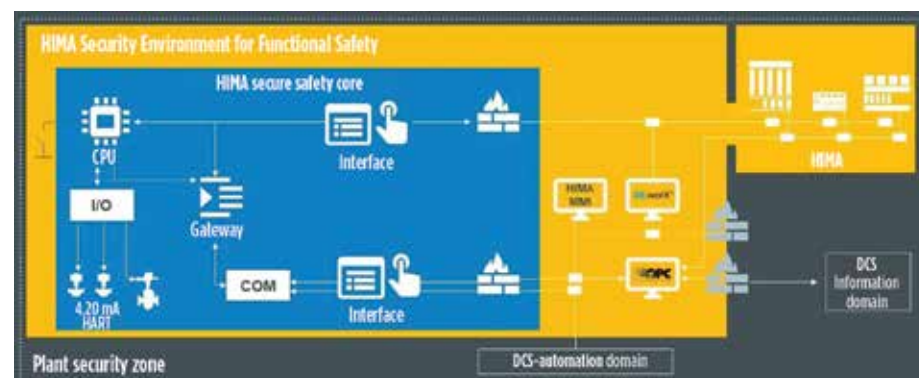 HIMA Security Environment for Functional Safety
HIMA secure safety core
CPU
Interface
I/O
Gateway
HIMA
HMI
HIMA
COM
OPC
4.20 mA
HART
Interface
DCS
Information
domain
Plant security zone
DCS-automation domain